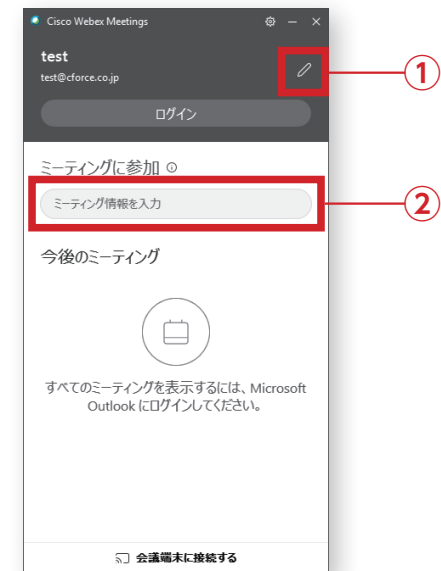 Cisco Webex Meetings
test
test@cforce.co.jp
①
ログイン
ミーティングに参加
ミーティング情報を入力
②
今後のミーティング
すべてのミーティングを表示するには、Microsoft
Outlook にログインしてください。
会議端末に接続する